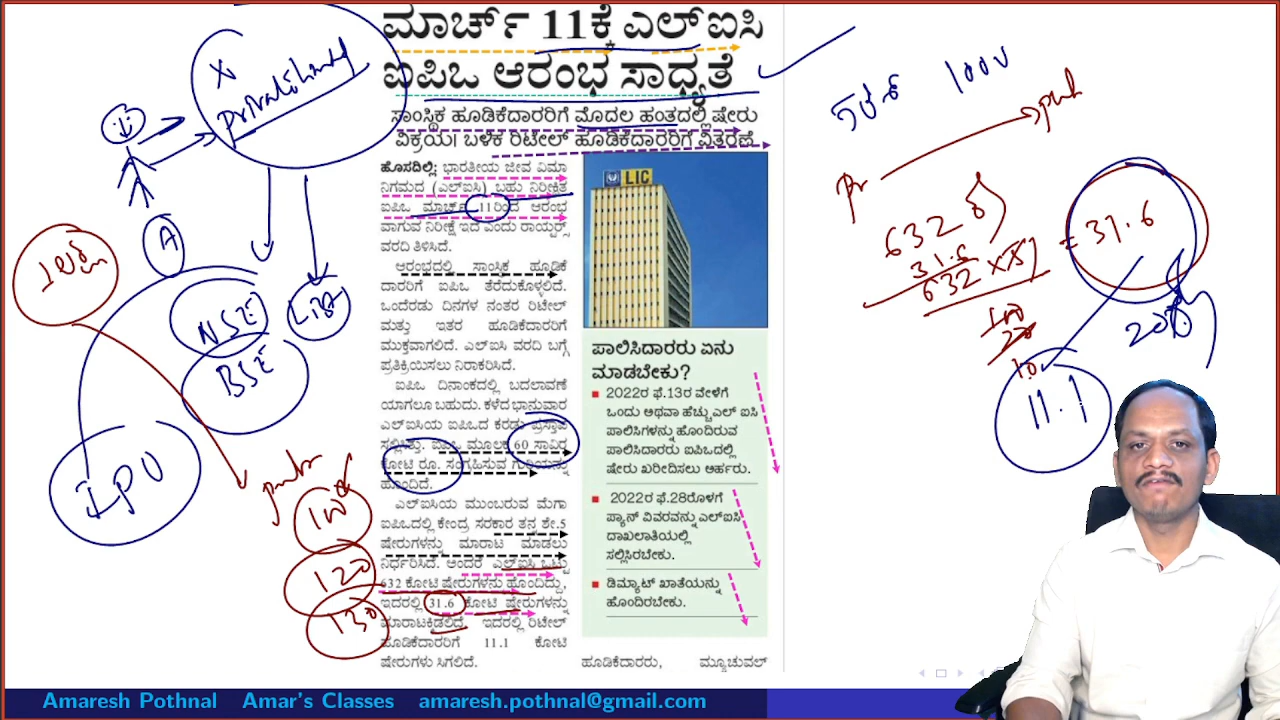 ಮಾರ್ಚ್ 11ಕ್ಕೆ ಎಲ್‌ಐಸಿ
ಐಪಿಒ ಆರಂಭ ಸಾಧ್ಯತೆ
ಸಾಂಸ್ಥಿಕ ಹೂಡಿಕೆದಾರರಿಗೆ ಮೊದಲ ಹಂತದಲ್ಲಿ ಷೇರು
ವಿಕ್ರಯ। ಬಳಿಕ ರಿಟೇಲ್ ಹೂಡಿಕೆದಾರರಿಗೆ ವಿತರಣೆ
ಹೊಸದಿಲ್ಲಿ: ಭಾರತೀಯ ಜೀವ ವಿಮಾ
ನಿಗಮದ (ಎಲ್‌ಐಸಿ) ಬಹು ನಿರೀಕ್ಷಿತ
ಐಪಿಒ ಮಾರ್ಚ್ 11ರಿಂದ ಆರಂಭ
ವಾಗುವ ನಿರೀಕ್ಷೆ ಇದೆ ಎಂದು ರಾಯ್ಟರ್ಸ್
ವರದಿ ತಿಳಿಸಿದೆ.
ಆರಂಭದಲ್ಲಿ ಸಾಂಸ್ಥಿಕ ಹೂಡಿಕೆ
ದಾರರಿಗೆ ಐಪಿಒ ತೆರೆದುಕೊಳ್ಳಲಿದೆ.
ಒಂದೆರಡು ದಿನಗಳ ನಂತರ ರಿಟೇಲ್
ಮತ್ತು ಇತರ ಹೂಡಿಕೆದಾರರಿಗೆ
ಮುಕ್ತವಾಗಲಿದೆ. ಎಲ್‌ಐಸಿ ವರದಿ ಬಗ್ಗೆ
ಪ್ರತಿಕ್ರಿಯಿಸಲು ನಿರಾಕರಿಸಿದೆ.
ಐಪಿಒ ದಿನಾಂಕದಲ್ಲಿ ಬದಲಾವಣೆ
ಯಾಗಲೂ ಬಹುದು. ಕಳೆದ ಭಾನುವಾರ
ಎಲ್‌ಐಸಿಯ ಐಪಿಒದ ಕರಡು ಪ್ರಸ್ತಾವ
ಸಲ್ಲಿಸಿತ್ತು. ಐಪಿಒ ಮೂಲಕ 60 ಸಾವಿರ
ಕೋಟಿ ರೂ. ಸಂಗ್ರಹಿಸುವ ಗುರಿಯನ್ನು
ಹೊಂದಿದೆ.
ಎಲ್‌ಐಸಿಯ ಮುಂಬರುವ ಮೆಗಾ
ಐಪಿಒದಲ್ಲಿ ಕೇಂದ್ರ ಸರಕಾರ ತನ್ನ ಶೇ.5
ಷೇರುಗಳನ್ನು ಮಾರಾಟ ಮಾಡಲು
ನಿರ್ಧರಿಸಿದೆ. ಅಂದರೆ ಎಲ್‌ಐಸಿ ಒಟ್ಟು
632 ಕೋಟಿ ಷೇರುಗಳನು ಹೊಂದಿದ್ದು,
ಇದರಲ್ಲಿ 31.6 ಕೋಟಿ ಷೇರುಗಳನ್ನು
ಮಾರಾಟಕ್ಕಿಡಲಿದೆ. ಇದರಲ್ಲಿ ರಿಟೇಲ್
ಹೂಡಿಕೆದಾರರಿಗೆ 11.1 ಕೋಟಿ
ಷೇರುಗಳು ಸಿಗಲಿದೆ.
LIC
ಪಾಲಿಸಿದಾರರು ಏನು
ಮಾಡಬೇಕು?
2022ರ ಫೆ.13ರ ವೇಳೆಗೆ
ಒಂದು ಅಥವಾ ಹೆಚ್ಚು ಎಲ್ ಐಸಿ
ಪಾಲಿಸಿಗಳನ್ನು ಹೊಂದಿರುವ
ಪಾಲಿಸಿದಾರರು ಐಪಿಒದಲ್ಲಿ
ಷೇರು ಖರೀದಿಸಲು ಅರ್ಹರು.
2022ರ ಫೆ.28ರೊಳಗೆ
ಪ್ಯಾನ್ ವಿವರವನ್ನು ಎಲ್‌ಐಸಿ
ದಾಖಲಾತಿಯಲ್ಲಿ
ಸಲ್ಲಿಸಿರಬೇಕು.
ಡಿಮ್ಯಾಟ್ ಖಾತೆಯನ್ನು
ಹೊಂದಿರಬೇಕು.
ಹೂಡಿಕೆದಾರರು, ಮ್ಯೂಚುವಲ್
A
NSE
BSE
List
IPO
120
130
632
31.6
= 31.6
11.1
Amaresh Pothnal Amar's Classes amaresh.pothnal@gmail.com